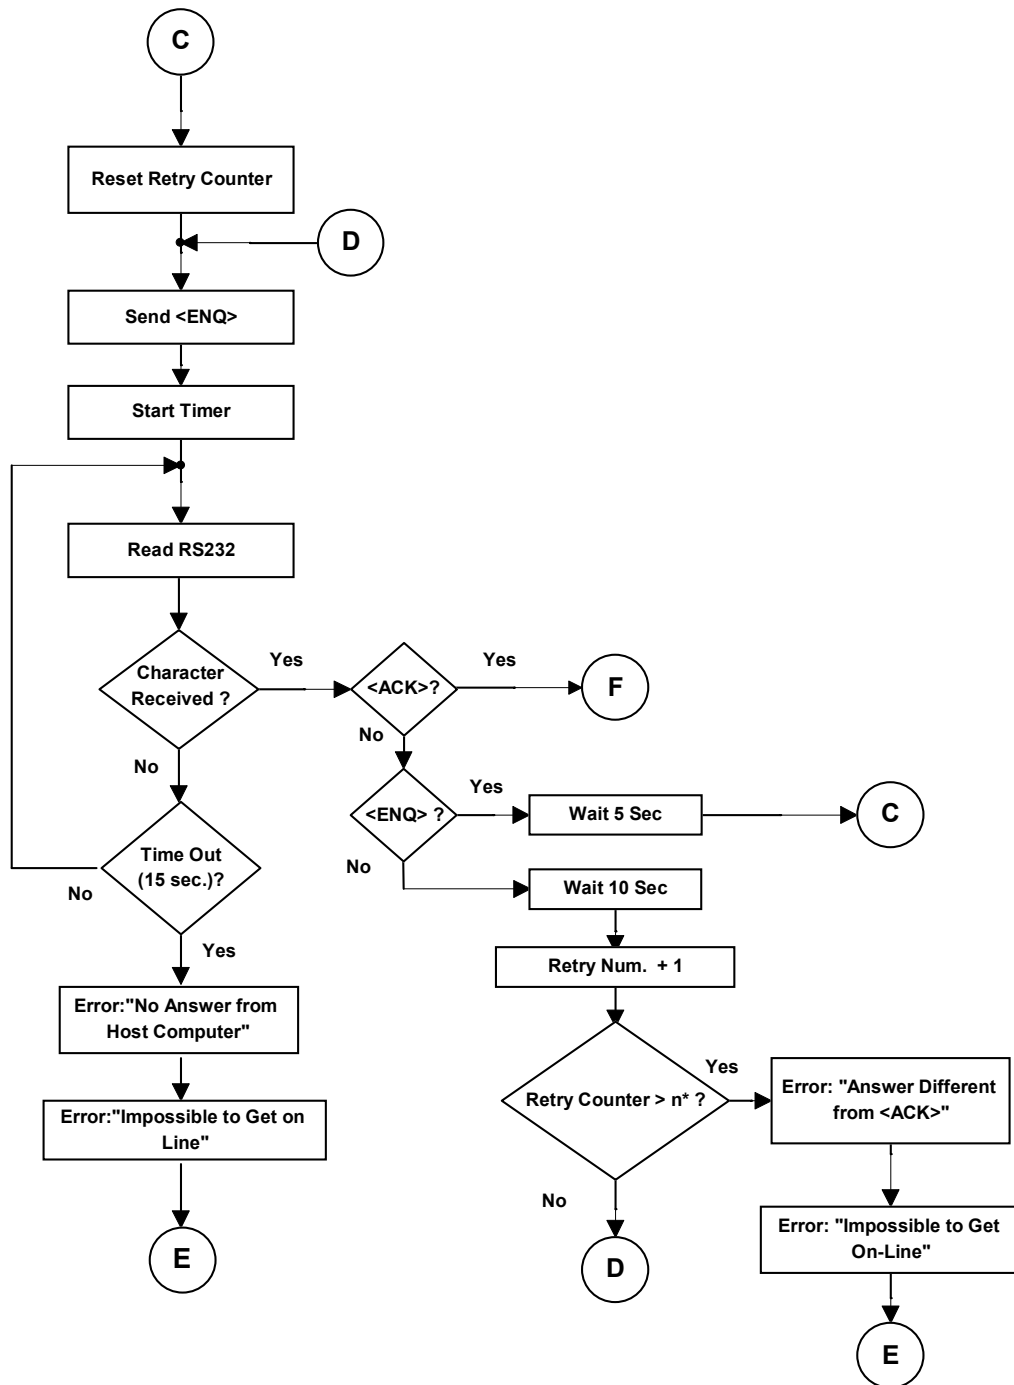 C
Reset Retry Counter
D
Send <ENQ>
Start Timer
Read RS232
Character
Received ?
Yes
<ACK>?
Yes
F
No
No
<ENQ> ?
Yes
Wait 5 Sec
C
Time Out
(15 sec.)?
No
No
Wait 10 Sec
Yes
Retry Num. + 1
Error:"No Answer from
Host Computer"
Retry Counter > n* ?
Yes
Error: "Answer Different
from <ACK>"
Error:"Impossible to Get on
Line"
No
Error: "Impossible to Get
On-Line"
E
D
E